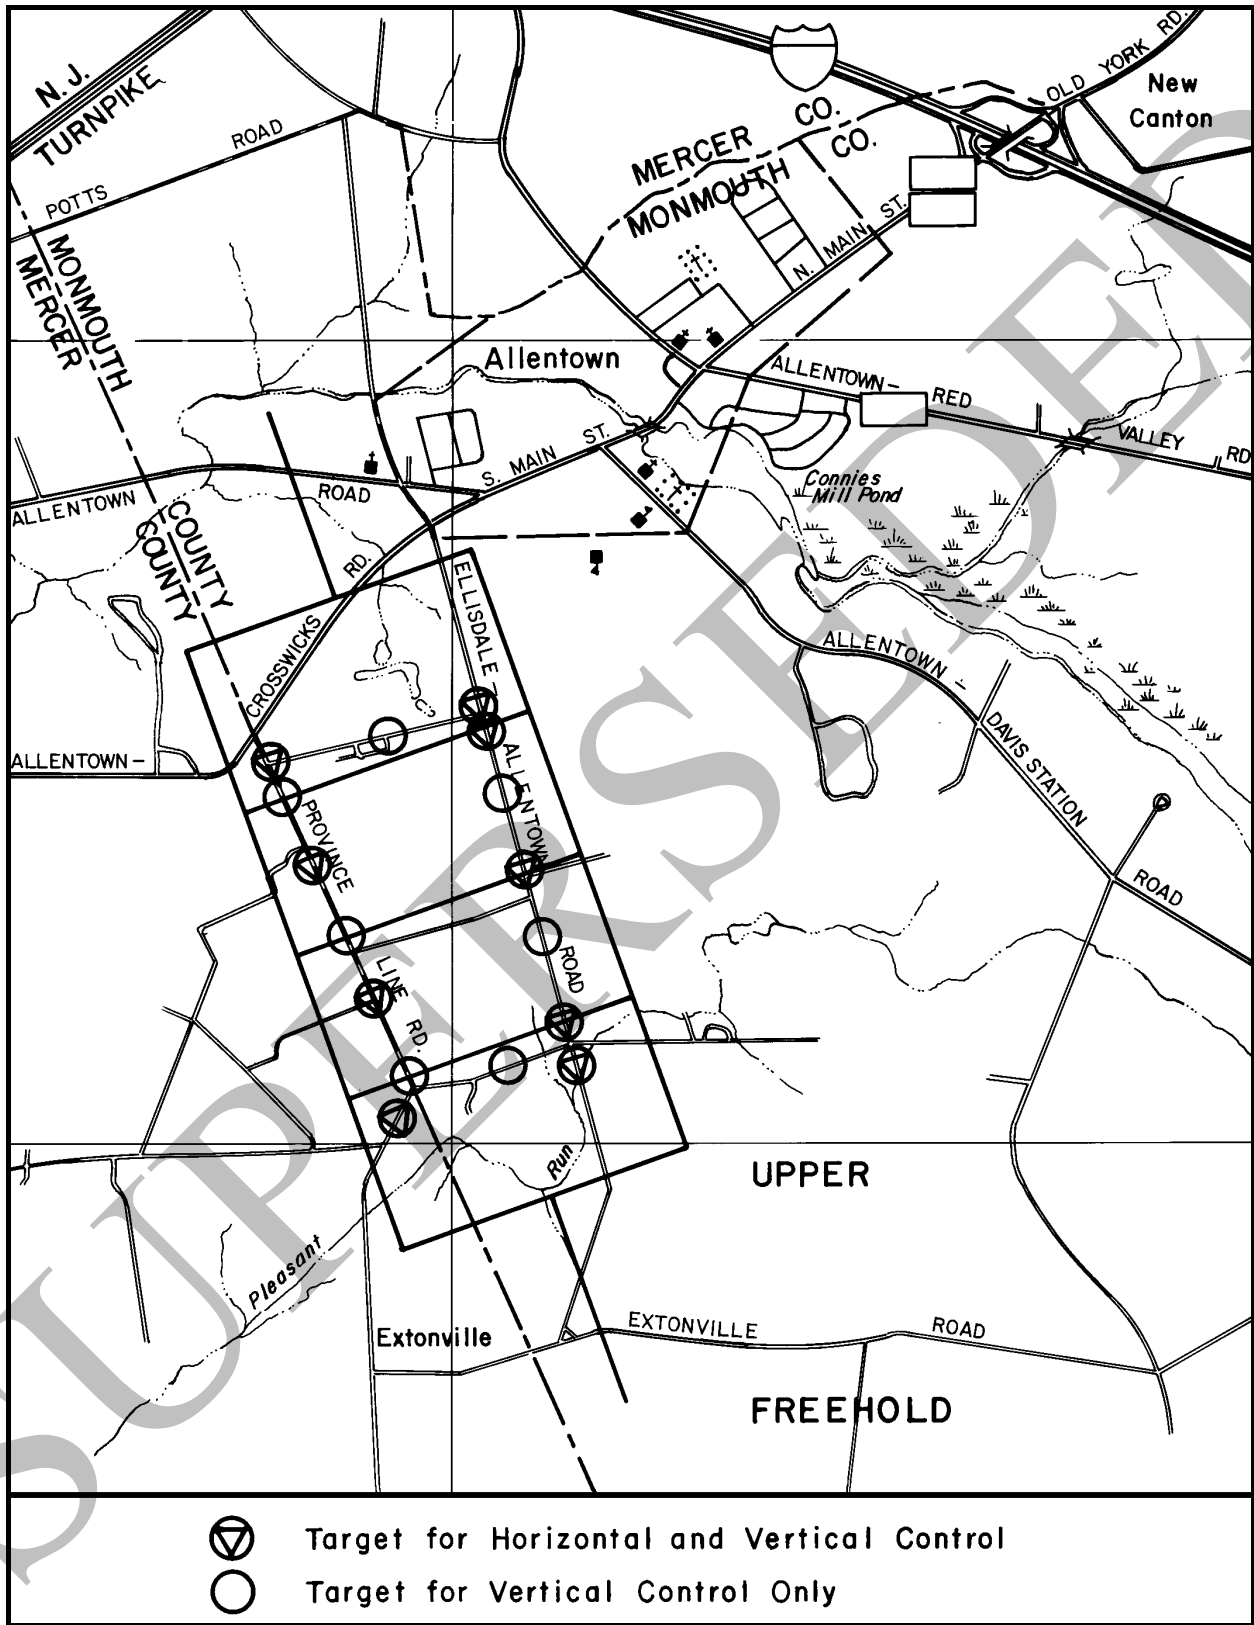 N.J.
TURNPIKE
POTTS ROAD
MERCER CO.
MONMOUTH CO.
OLD YORK RD.
New
Canton
N. MAIN ST.
MONMOUTH
MERCER
Allentown
ALLENTOWN – RED VALLEY RD
S. MAIN ST.
Connies
Mill Pond
ALLENTOWN ROAD
COUNTY
COUNTY
CROSSWICKS RD.
ALLENTOWN –
ELLISDALE – ALLENTOWN ROAD
ALLENTOWN – DAVIS STATION ROAD
PROVINCE LINE RD.
UPPER
Pleasant Run
Extonville
EXTONVILLE ROAD
FREEHOLD
SUPERSEDED
Target for Horizontal and Vertical Control
Target for Vertical Control Only